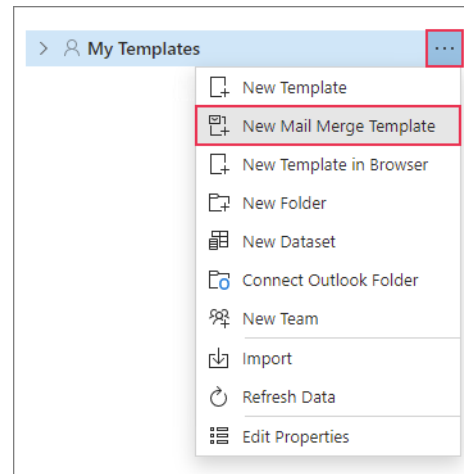 My Templates
New Template
New Mail Merge Template
New Template in Browser
New Folder
New Dataset
Connect Outlook Folder
New Team
Import
Refresh Data
Edit Properties